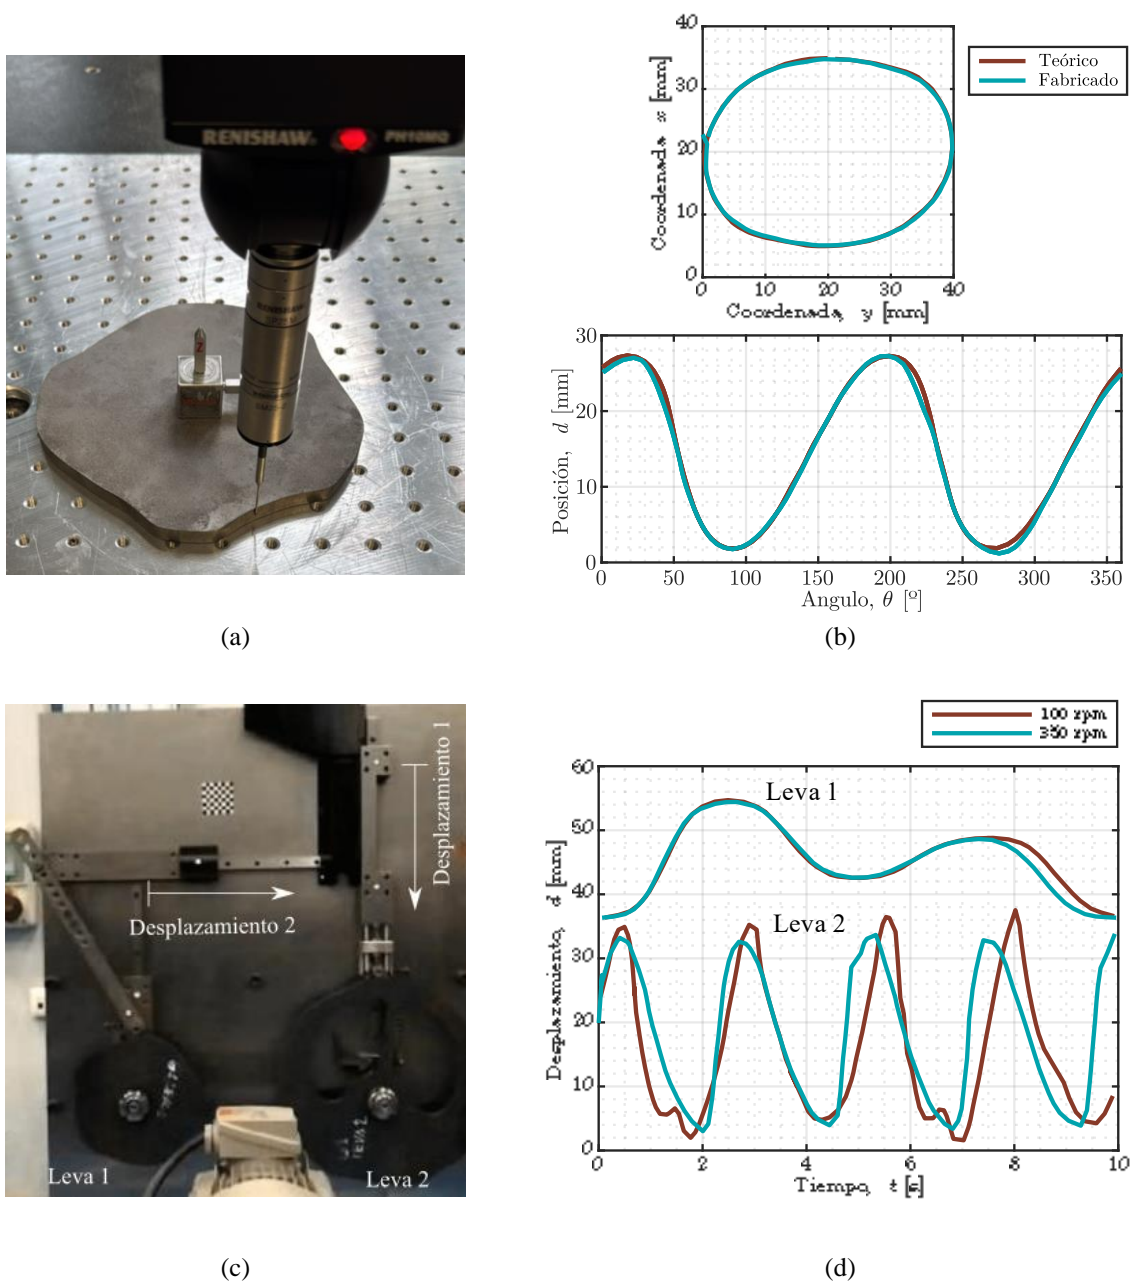 RENISHAW. PH10MQ
RENISHAW
Z
(a)
Teórico
Fabricado
40
30
20
10
0
Coordenada x [mm]
0 10 20 30 40
Coordenada, y [mm]
30
20
10
0
Posición, d [mm]
0 50 100 150 200 250 300 350
Angulo, θ [º]
(b)
Desplazamiento 1
Desplazamiento 2
Leva 1
Leva 2
(c)
100 rpm
350 rpm
60
50
40
30
20
10
0
Desplazamiento, d [mm]
Leva 1
Leva 2
0 2 4 6 8 10
Tiempo, t [s]
(d)